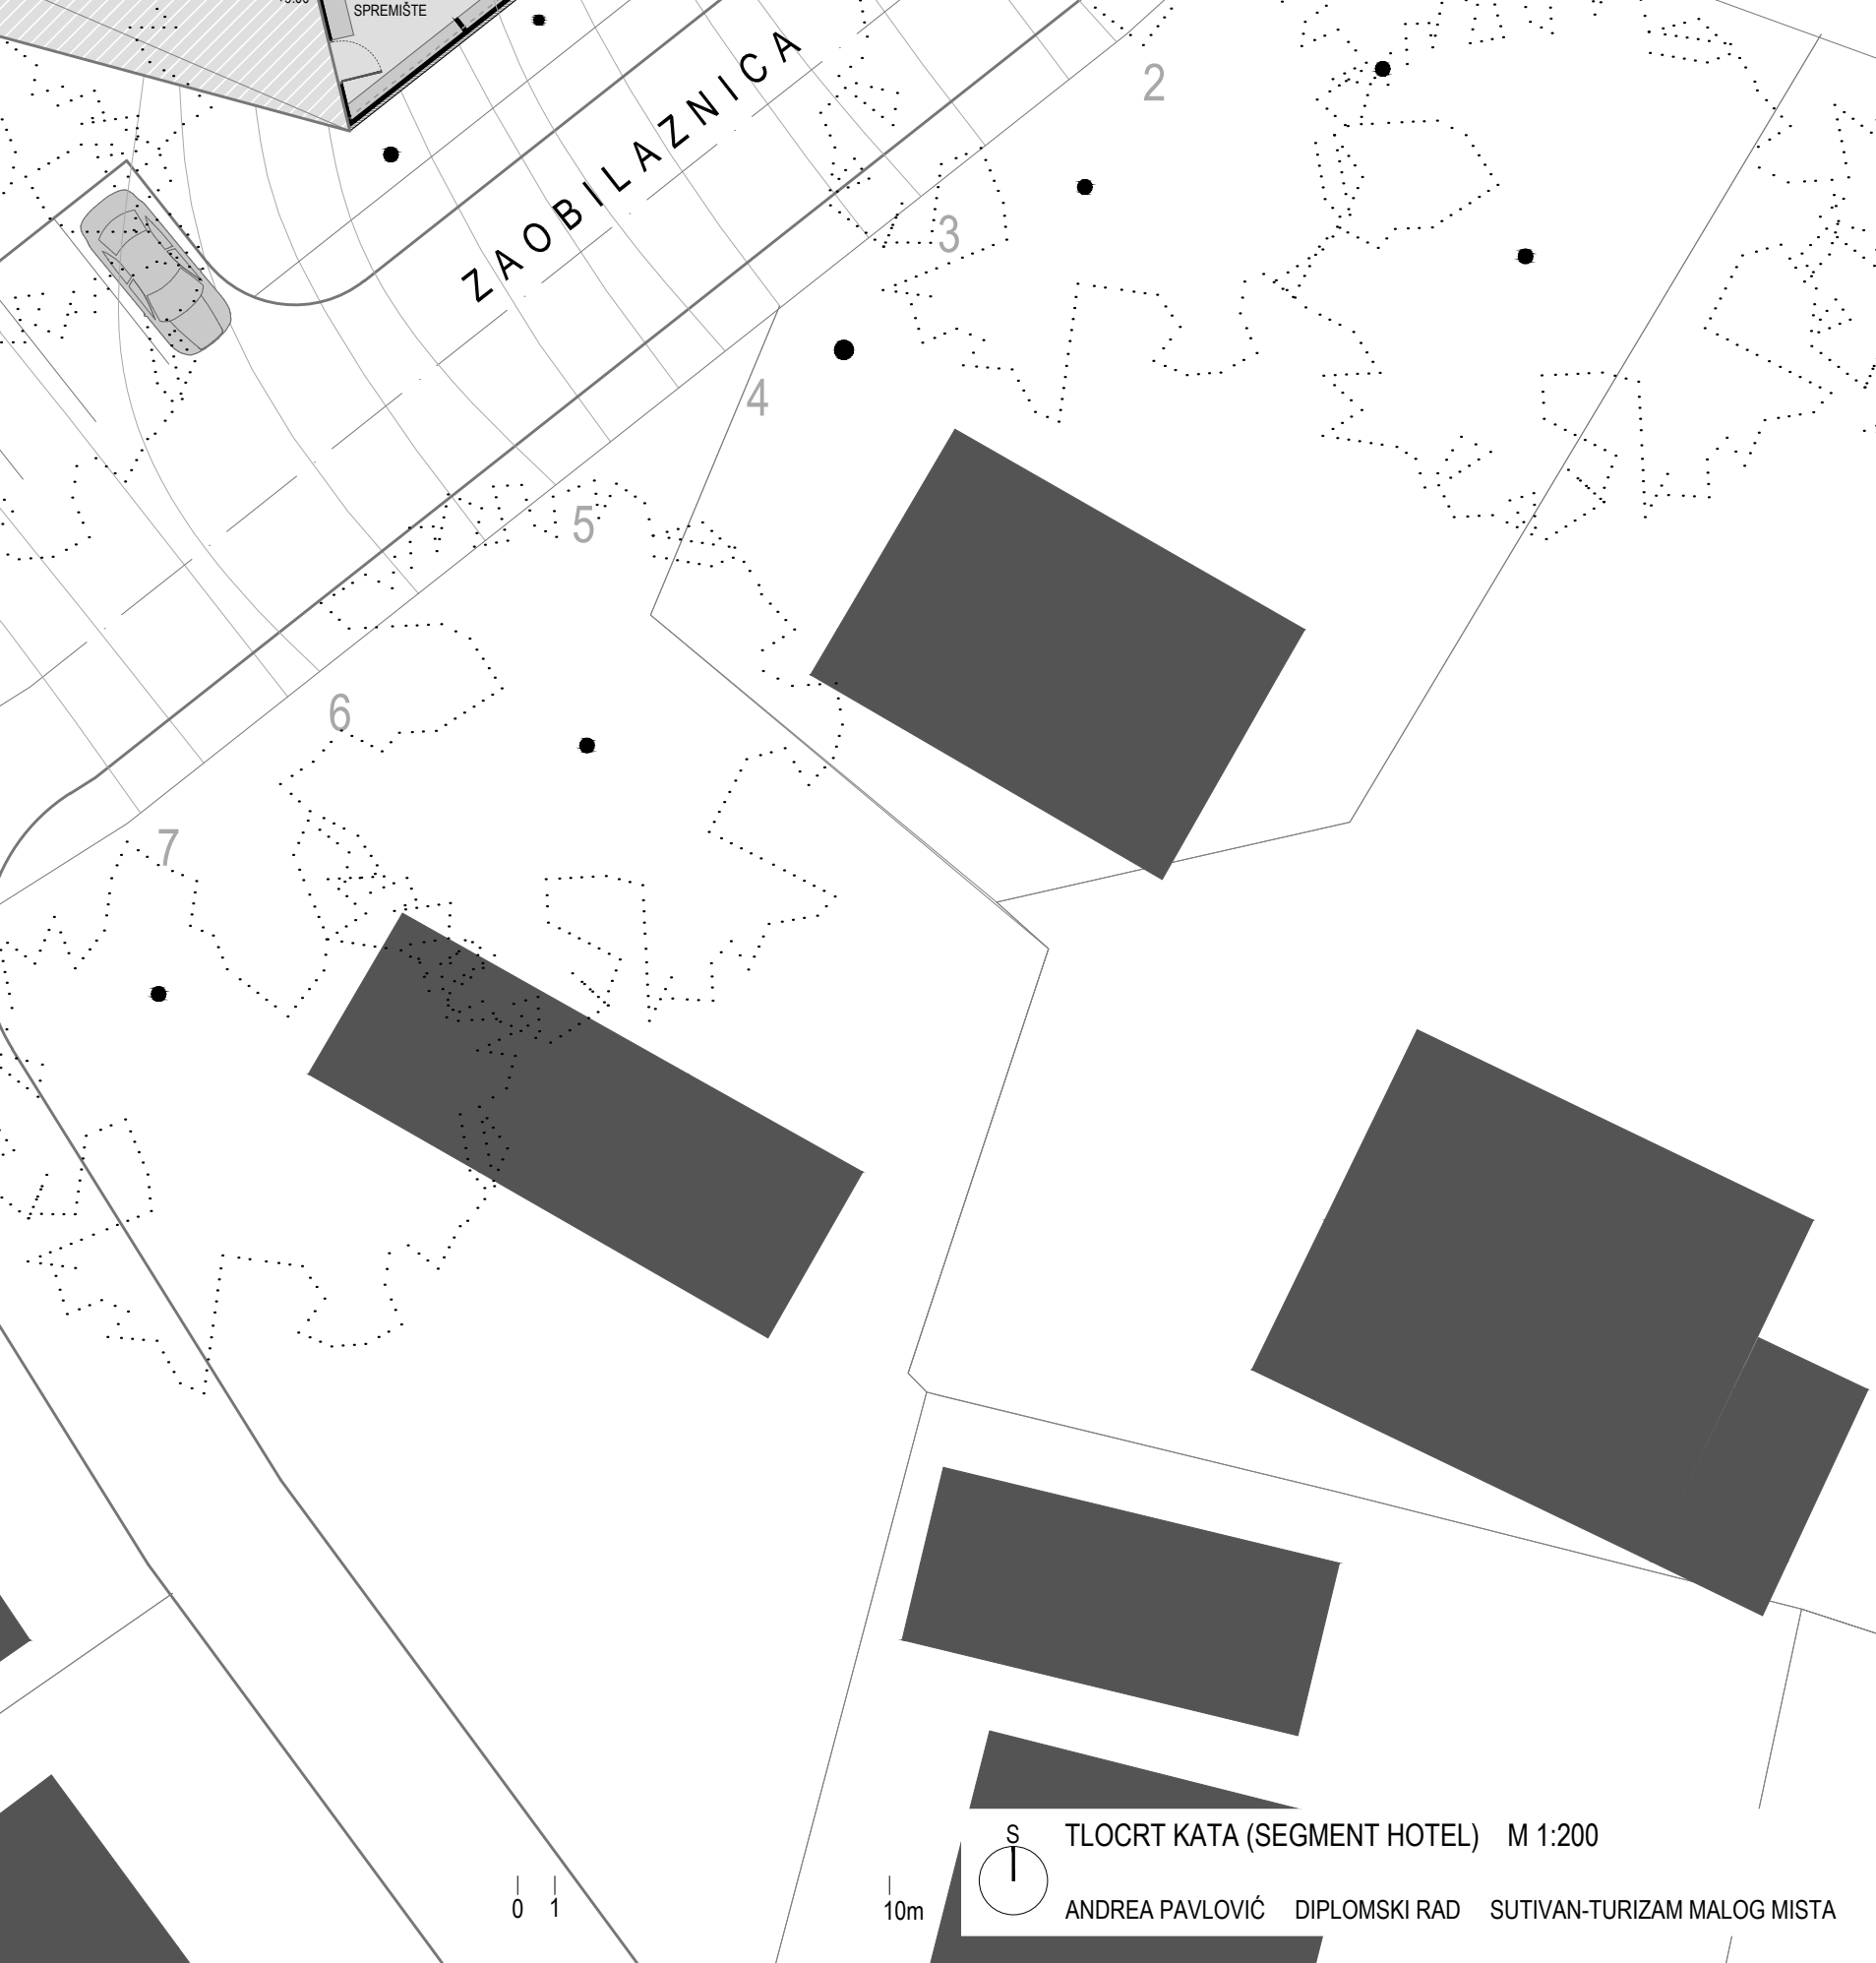 SPREMIŠTE
ZAOBILAZNICA
2
3
4
5
6
7
S
TLOCRT KATA (SEGMENT HOTEL) M 1:200
0 1 10m
ANDREA PAVLOVIĆ DIPLOMSKI RAD SUTIVAN-TURIZAM MALOG MISTA